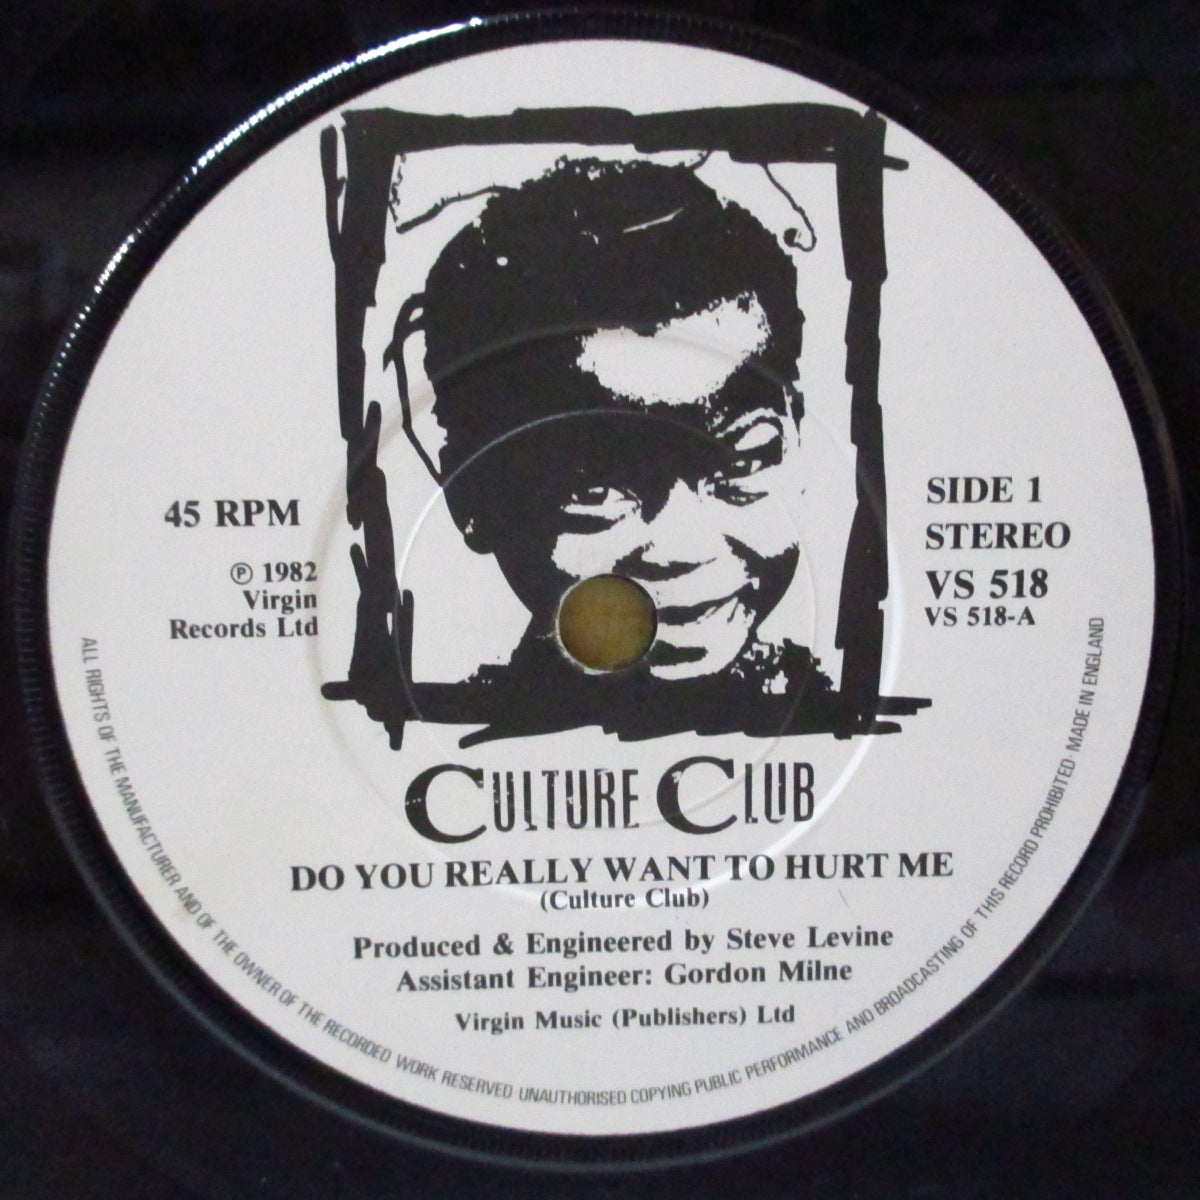 45 RPM
℗ 1982
Virgin
Records Ltd
SIDE 1
STEREO
VS 518
VS 518-A
CULTURE CLUB
DO YOU REALLY WANT TO HURT ME
(Culture Club)
Produced & Engineered by Steve Levine
Assistant Engineer: Gordon Milne
Virgin Music (Publishers) Ltd
ALL RIGHTS OF THE MANUFACTURER AND OF THE OWNER OF THE RECORDED WORK RESERVED UNAUTHORISED COPYING PUBLIC PERFORMANCE AND BROADCASTING OF THIS RECORD PROHIBITED · MADE IN ENGLAND